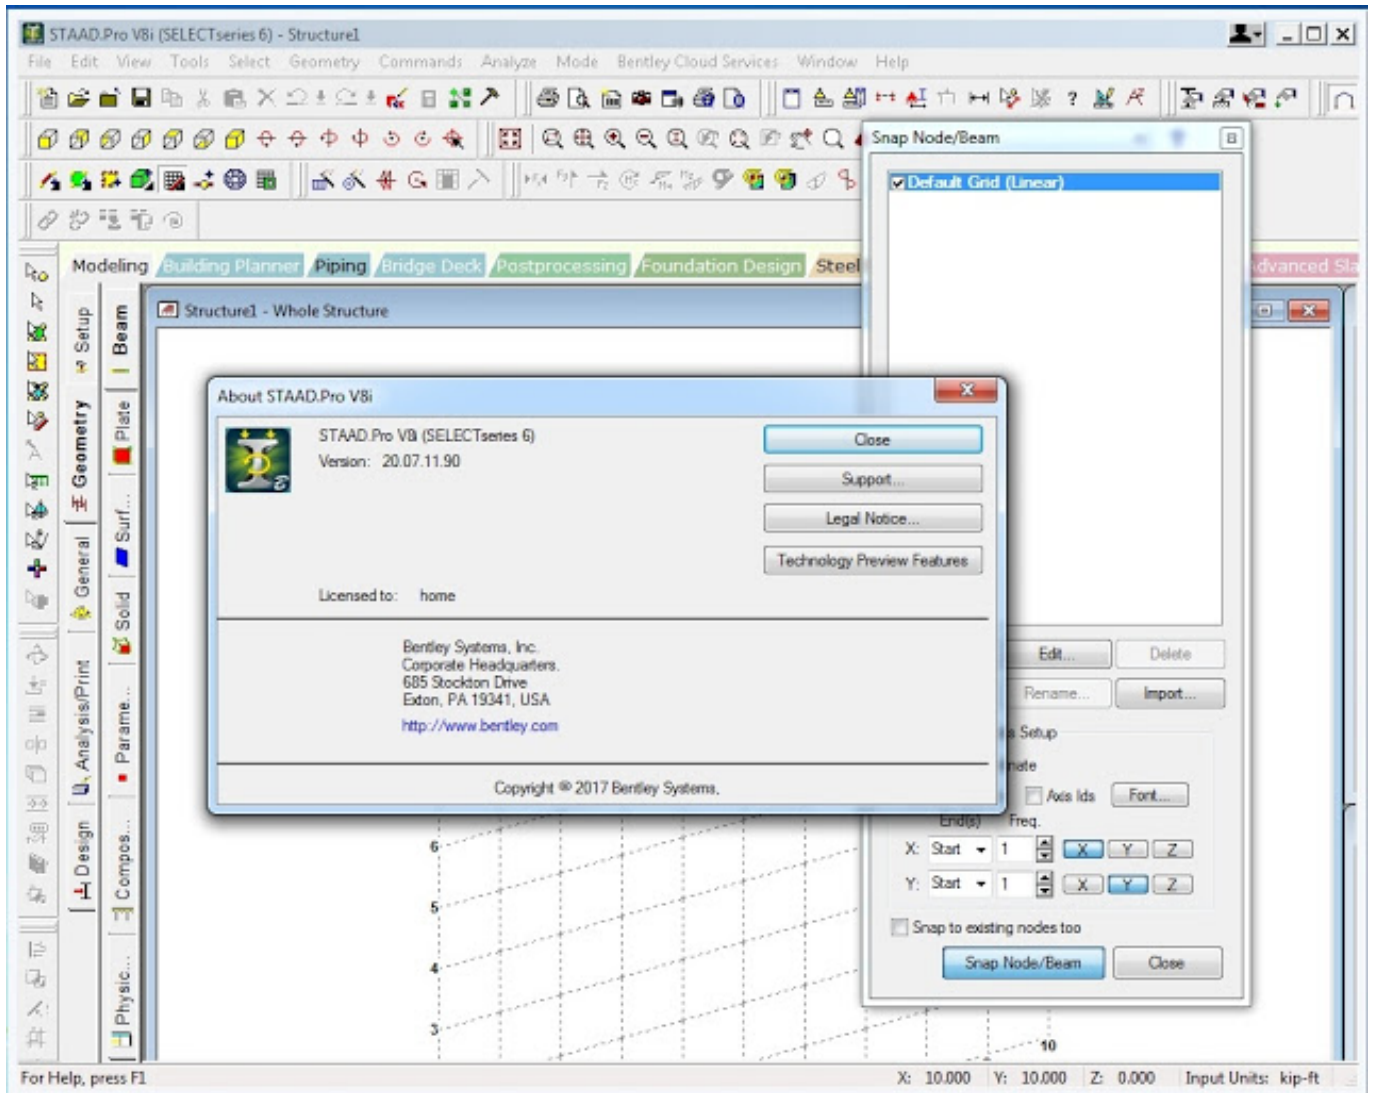 STAAD.Pro V8i (SELECTseries 6) - Structure1
File Edit View Tools Select Geometry Commands Analyze Mode Bentley Cloud Services Window Help
Snap Node/Beam
Default Grid (Linear)
Modeling Building Planner Piping Bridge Deck Postprocessing Foundation Design Steel
dvanced Sla
Setup
Geometry
General
Analysis/Print
Design
Beam
Plate
Surf...
Solid
Parame...
Compos...
Physic...
Structure1 - Whole Structure
About STAAD.Pro V8i
STAAD.Pro V8i (SELECTseries 6)
Version: 20.07.11.90
Close
Support...
Legal Notice...
Technology Preview Features
Licensed to: home
Bentley Systems, Inc.
Corporate Headquarters.
685 Stockton Drive
Exton, PA 19341, USA
http://www.bentley.com
Copyright © 2017 Bentley Systems,
Edit... Delete
Rename... Import...
s Setup
nate
Axis Ids Font...
End(s) Freq.
X: Start 1 X Y Z
Y: Start 1 X Y Z
Snap to existing nodes too
Snap Node/Beam Close
6
5
4
3
10
For Help, press F1 X: 10.000 Y: 10.000 Z: 0.000 Input Units: kip-ft